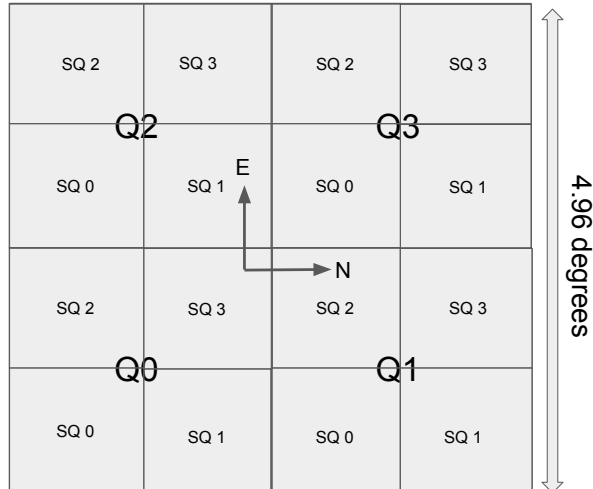 SQ 2
SQ 3
SQ 2
SQ 3
Q2
Q3
SQ 0
SQ 1
E
SQ 0
SQ 1
4.96 degrees
N
SQ 2
SQ 3
SQ 2
SQ 3
Q0
Q1
SQ 0
SQ 1
SQ 0
SQ 1